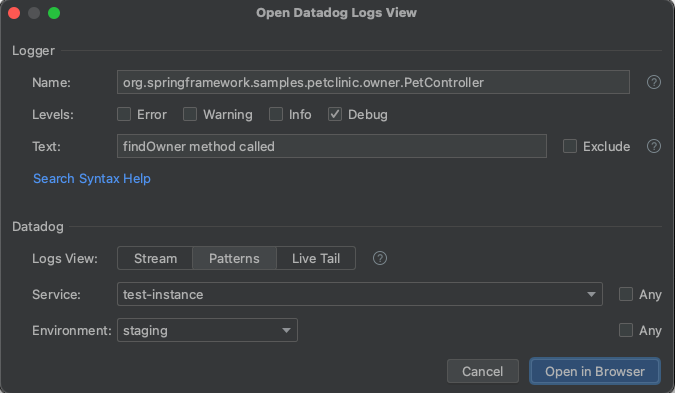 Open Datadog Logs View
Logger
Name: org.springframework.samples.petclinic.owner.PetController ?
Levels: Error Warning Info Debug
Text: findOwner method called Exclude ?
Search Syntax Help
Datadog
Logs View: Stream Patterns Live Tail ?
Service: test-instance Any
Environment: staging Any
Cancel Open in Browser